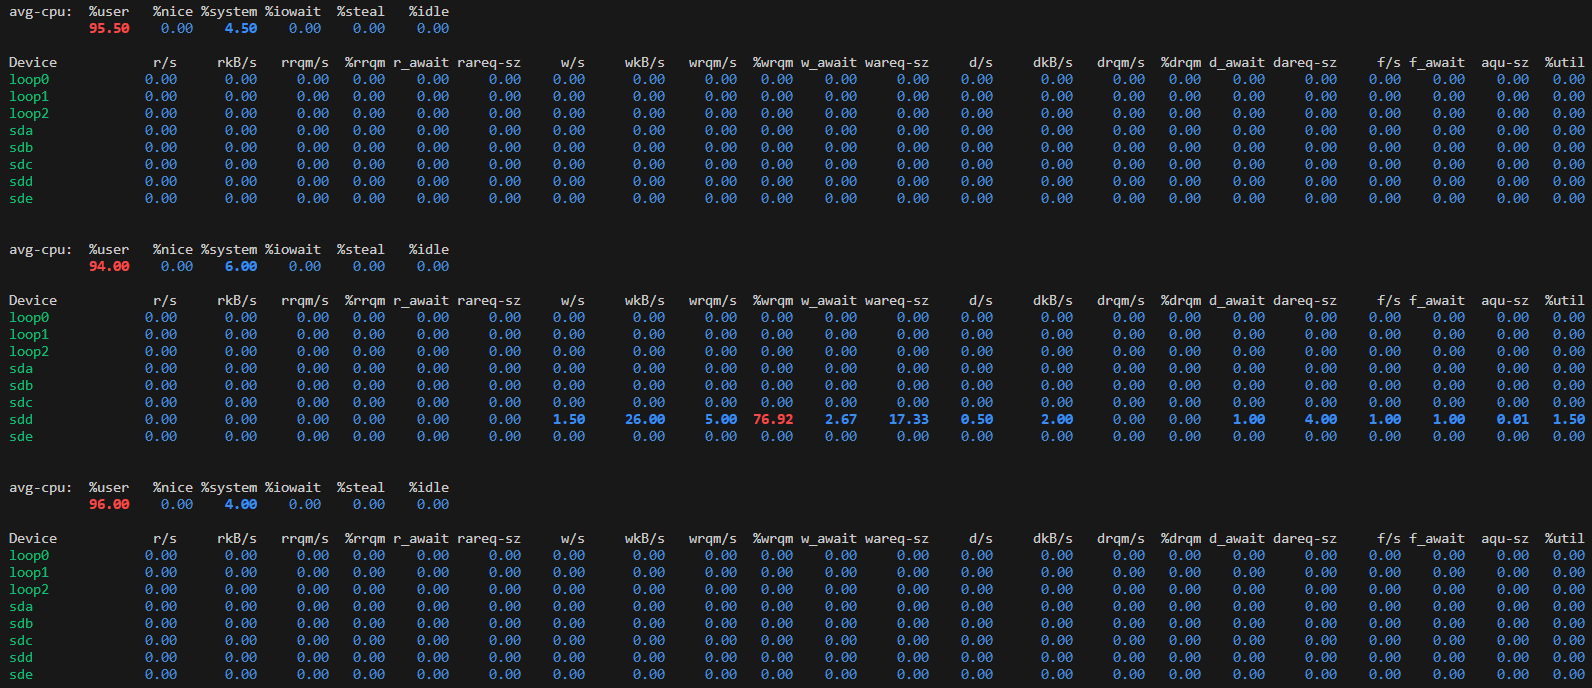 avg-cpu: %user %nice %system %iowait %steal %idle
95.50 0.00 4.50 0.00 0.00 0.00
Device r/s rkB/s rrqm/s %rrqm r_await rareq-sz w/s wkB/s wrqm/s %wrqm w_await wareq-sz d/s dkB/s drqm/s %drqm d_await dareq-sz f/s f_await aqu-sz %util
loop0 0.00 0.00 0.00 0.00 0.00 0.00 0.00 0.00 0.00 0.00 0.00 0.00 0.00 0.00 0.00 0.00 0.00 0.00 0.00 0.00 0.00 0.00
loop1 0.00 0.00 0.00 0.00 0.00 0.00 0.00 0.00 0.00 0.00 0.00 0.00 0.00 0.00 0.00 0.00 0.00 0.00 0.00 0.00 0.00 0.00
loop2 0.00 0.00 0.00 0.00 0.00 0.00 0.00 0.00 0.00 0.00 0.00 0.00 0.00 0.00 0.00 0.00 0.00 0.00 0.00 0.00 0.00 0.00
sda 0.00 0.00 0.00 0.00 0.00 0.00 0.00 0.00 0.00 0.00 0.00 0.00 0.00 0.00 0.00 0.00 0.00 0.00 0.00 0.00 0.00 0.00
sdb 0.00 0.00 0.00 0.00 0.00 0.00 0.00 0.00 0.00 0.00 0.00 0.00 0.00 0.00 0.00 0.00 0.00 0.00 0.00 0.00 0.00 0.00
sdc 0.00 0.00 0.00 0.00 0.00 0.00 0.00 0.00 0.00 0.00 0.00 0.00 0.00 0.00 0.00 0.00 0.00 0.00 0.00 0.00 0.00 0.00
sdd 0.00 0.00 0.00 0.00 0.00 0.00 0.00 0.00 0.00 0.00 0.00 0.00 0.00 0.00 0.00 0.00 0.00 0.00 0.00 0.00 0.00 0.00
sde 0.00 0.00 0.00 0.00 0.00 0.00 0.00 0.00 0.00 0.00 0.00 0.00 0.00 0.00 0.00 0.00 0.00 0.00 0.00 0.00 0.00 0.00
avg-cpu: %user %nice %system %iowait %steal %idle
94.00 0.00 6.00 0.00 0.00 0.00
Device r/s rkB/s rrqm/s %rrqm r_await rareq-sz w/s wkB/s wrqm/s %wrqm w_await wareq-sz d/s dkB/s drqm/s %drqm d_await dareq-sz f/s f_await aqu-sz %util
loop0 0.00 0.00 0.00 0.00 0.00 0.00 0.00 0.00 0.00 0.00 0.00 0.00 0.00 0.00 0.00 0.00 0.00 0.00 0.00 0.00 0.00 0.00
loop1 0.00 0.00 0.00 0.00 0.00 0.00 0.00 0.00 0.00 0.00 0.00 0.00 0.00 0.00 0.00 0.00 0.00 0.00 0.00 0.00 0.00 0.00
loop2 0.00 0.00 0.00 0.00 0.00 0.00 0.00 0.00 0.00 0.00 0.00 0.00 0.00 0.00 0.00 0.00 0.00 0.00 0.00 0.00 0.00 0.00
sda 0.00 0.00 0.00 0.00 0.00 0.00 0.00 0.00 0.00 0.00 0.00 0.00 0.00 0.00 0.00 0.00 0.00 0.00 0.00 0.00 0.00 0.00
sdb 0.00 0.00 0.00 0.00 0.00 0.00 0.00 0.00 0.00 0.00 0.00 0.00 0.00 0.00 0.00 0.00 0.00 0.00 0.00 0.00 0.00 0.00
sdc 0.00 0.00 0.00 0.00 0.00 0.00 0.00 0.00 0.00 0.00 0.00 0.00 0.00 0.00 0.00 0.00 0.00 0.00 0.00 0.00 0.00 0.00
sdd 0.00 0.00 0.00 0.00 0.00 0.00 1.50 26.00 5.00 76.92 2.67 17.33 0.50 2.00 0.00 0.00 1.00 4.00 1.00 1.00 0.01 1.50
sde 0.00 0.00 0.00 0.00 0.00 0.00 0.00 0.00 0.00 0.00 0.00 0.00 0.00 0.00 0.00 0.00 0.00 0.00 0.00 0.00 0.00 0.00
avg-cpu: %user %nice %system %iowait %steal %idle
96.00 0.00 4.00 0.00 0.00 0.00
Device r/s rkB/s rrqm/s %rrqm r_await rareq-sz w/s wkB/s wrqm/s %wrqm w_await wareq-sz d/s dkB/s drqm/s %drqm d_await dareq-sz f/s f_await aqu-sz %util
loop0 0.00 0.00 0.00 0.00 0.00 0.00 0.00 0.00 0.00 0.00 0.00 0.00 0.00 0.00 0.00 0.00 0.00 0.00 0.00 0.00 0.00 0.00
loop1 0.00 0.00 0.00 0.00 0.00 0.00 0.00 0.00 0.00 0.00 0.00 0.00 0.00 0.00 0.00 0.00 0.00 0.00 0.00 0.00 0.00 0.00
loop2 0.00 0.00 0.00 0.00 0.00 0.00 0.00 0.00 0.00 0.00 0.00 0.00 0.00 0.00 0.00 0.00 0.00 0.00 0.00 0.00 0.00 0.00
sda 0.00 0.00 0.00 0.00 0.00 0.00 0.00 0.00 0.00 0.00 0.00 0.00 0.00 0.00 0.00 0.00 0.00 0.00 0.00 0.00 0.00 0.00
sdb 0.00 0.00 0.00 0.00 0.00 0.00 0.00 0.00 0.00 0.00 0.00 0.00 0.00 0.00 0.00 0.00 0.00 0.00 0.00 0.00 0.00 0.00
sdc 0.00 0.00 0.00 0.00 0.00 0.00 0.00 0.00 0.00 0.00 0.00 0.00 0.00 0.00 0.00 0.00 0.00 0.00 0.00 0.00 0.00 0.00
sdd 0.00 0.00 0.00 0.00 0.00 0.00 0.00 0.00 0.00 0.00 0.00 0.00 0.00 0.00 0.00 0.00 0.00 0.00 0.00 0.00 0.00 0.00
sde 0.00 0.00 0.00 0.00 0.00 0.00 0.00 0.00 0.00 0.00 0.00 0.00 0.00 0.00 0.00 0.00 0.00 0.00 0.00 0.00 0.00 0.00